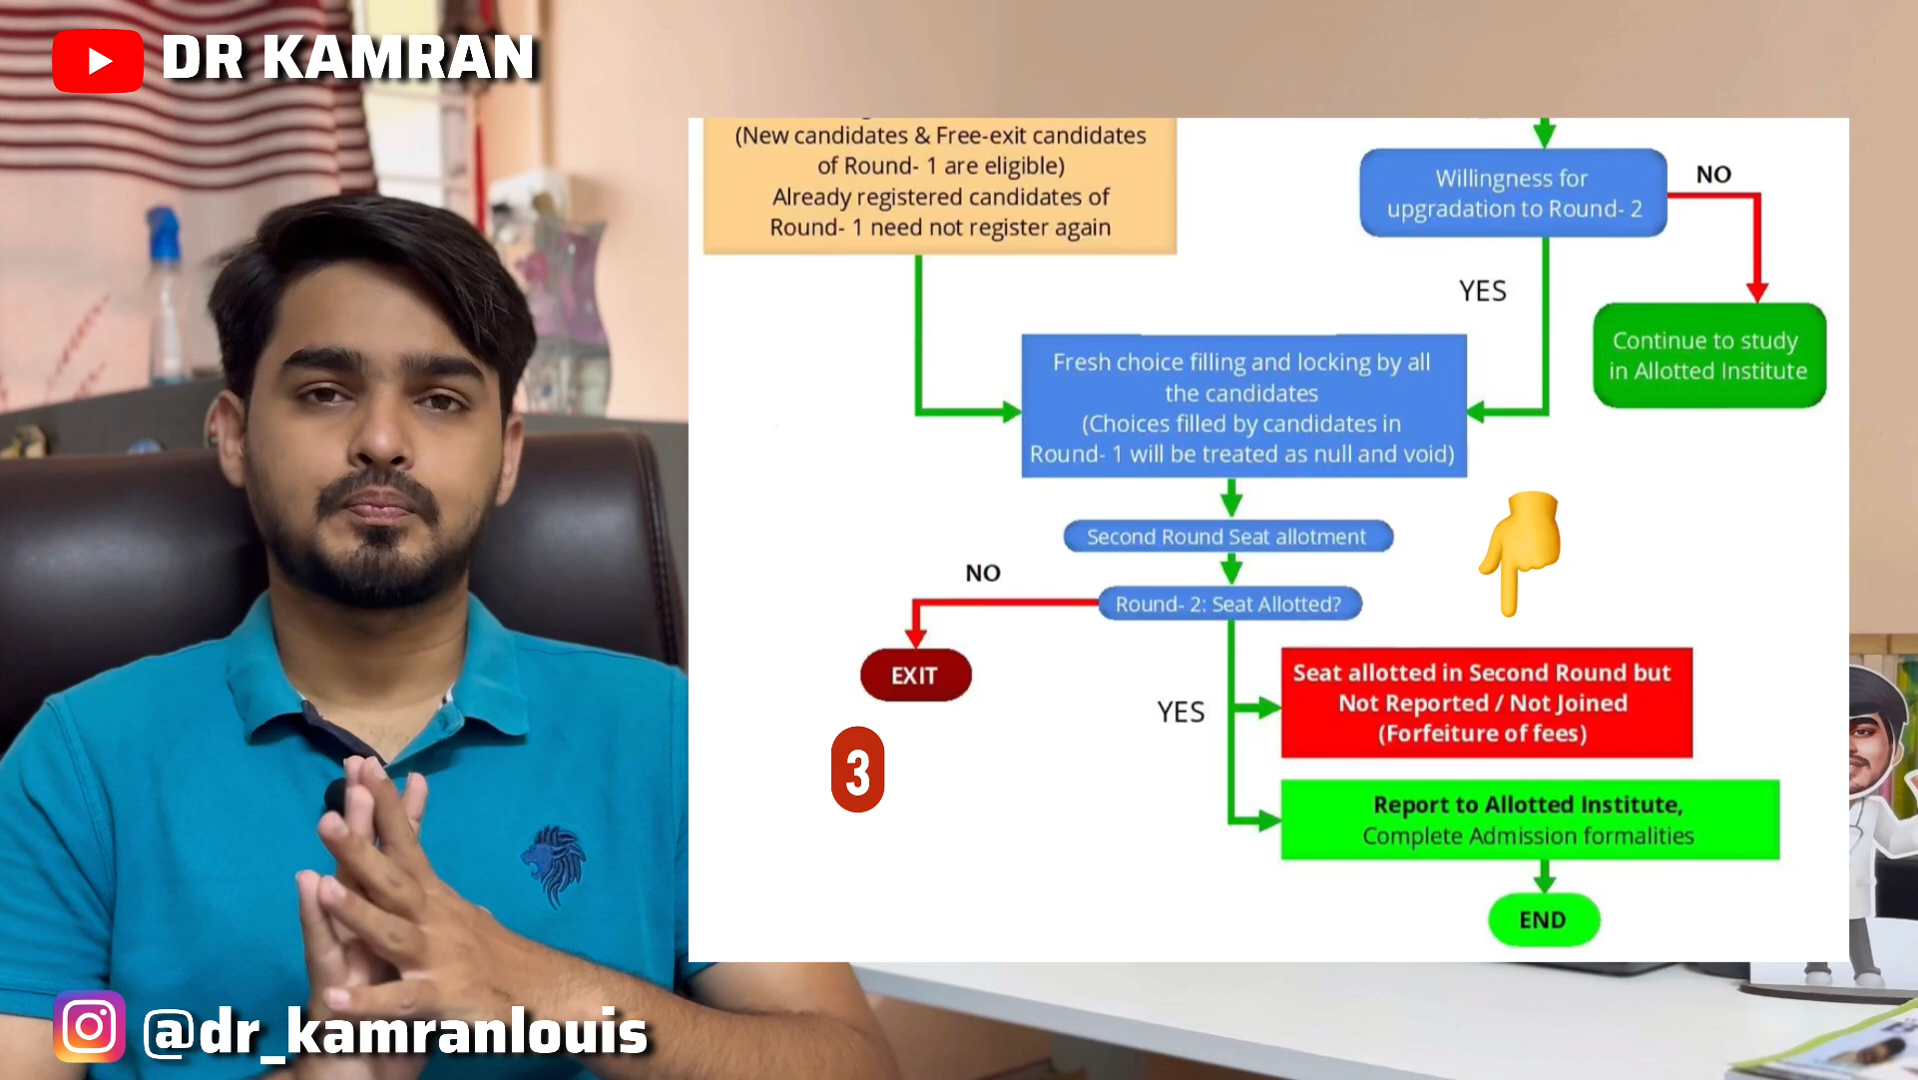 DR KAMRAN
(New candidates & Free-exit candidates
of Round- 1 are eligible)
Already registered candidates of
Round- 1 need not register again
Willingness for
upgradation to Round- 2
NO
YES
Continue to study
in Allotted Institute
Fresh choice filling and locking by all
the candidates
(Choices filled by candidates in
Round- 1 will be treated as null and void)
Second Round Seat allotment
NO
Round- 2: Seat Allotted?
EXIT
YES
Seat allotted in Second Round but
Not Reported / Not Joined
(Forfeiture of fees)
3
Report to Allotted Institute,
Complete Admission formalities
END
@dr_kamranlouis